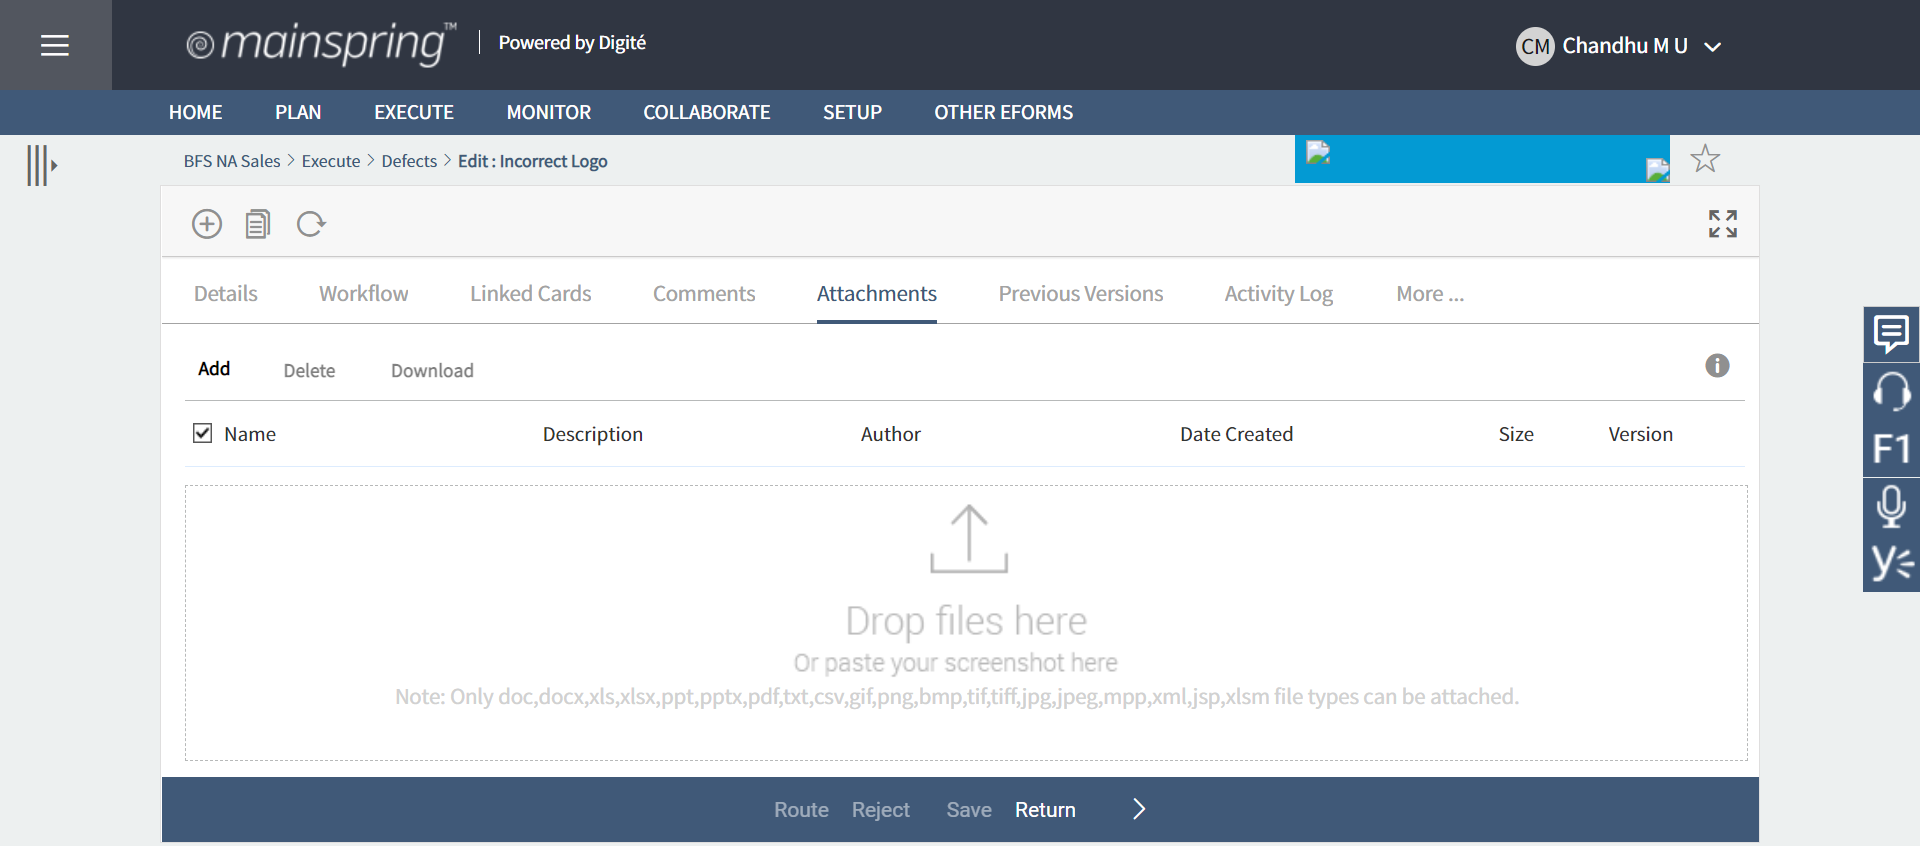 mainspring™ Powered by Digité
CM Chandhu M U
HOME PLAN EXECUTE MONITOR COLLABORATE SETUP OTHER EFORMS
BFS NA Sales > Execute > Defects > Edit : Incorrect Logo
Details Workflow Linked Cards Comments Attachments Previous Versions Activity Log More ...
Add Delete Download
Name Description Author Date Created Size Version
F1
Drop files here
Or paste your screenshot here
Note: Only doc,docx,xls,xlsx,ppt,pptx,pdf,txt,csv,gif,png,bmp,tif,tiff,jpg,jpeg,mpp,xml,jsp,xlsm file types can be attached.
Route Reject Save Return